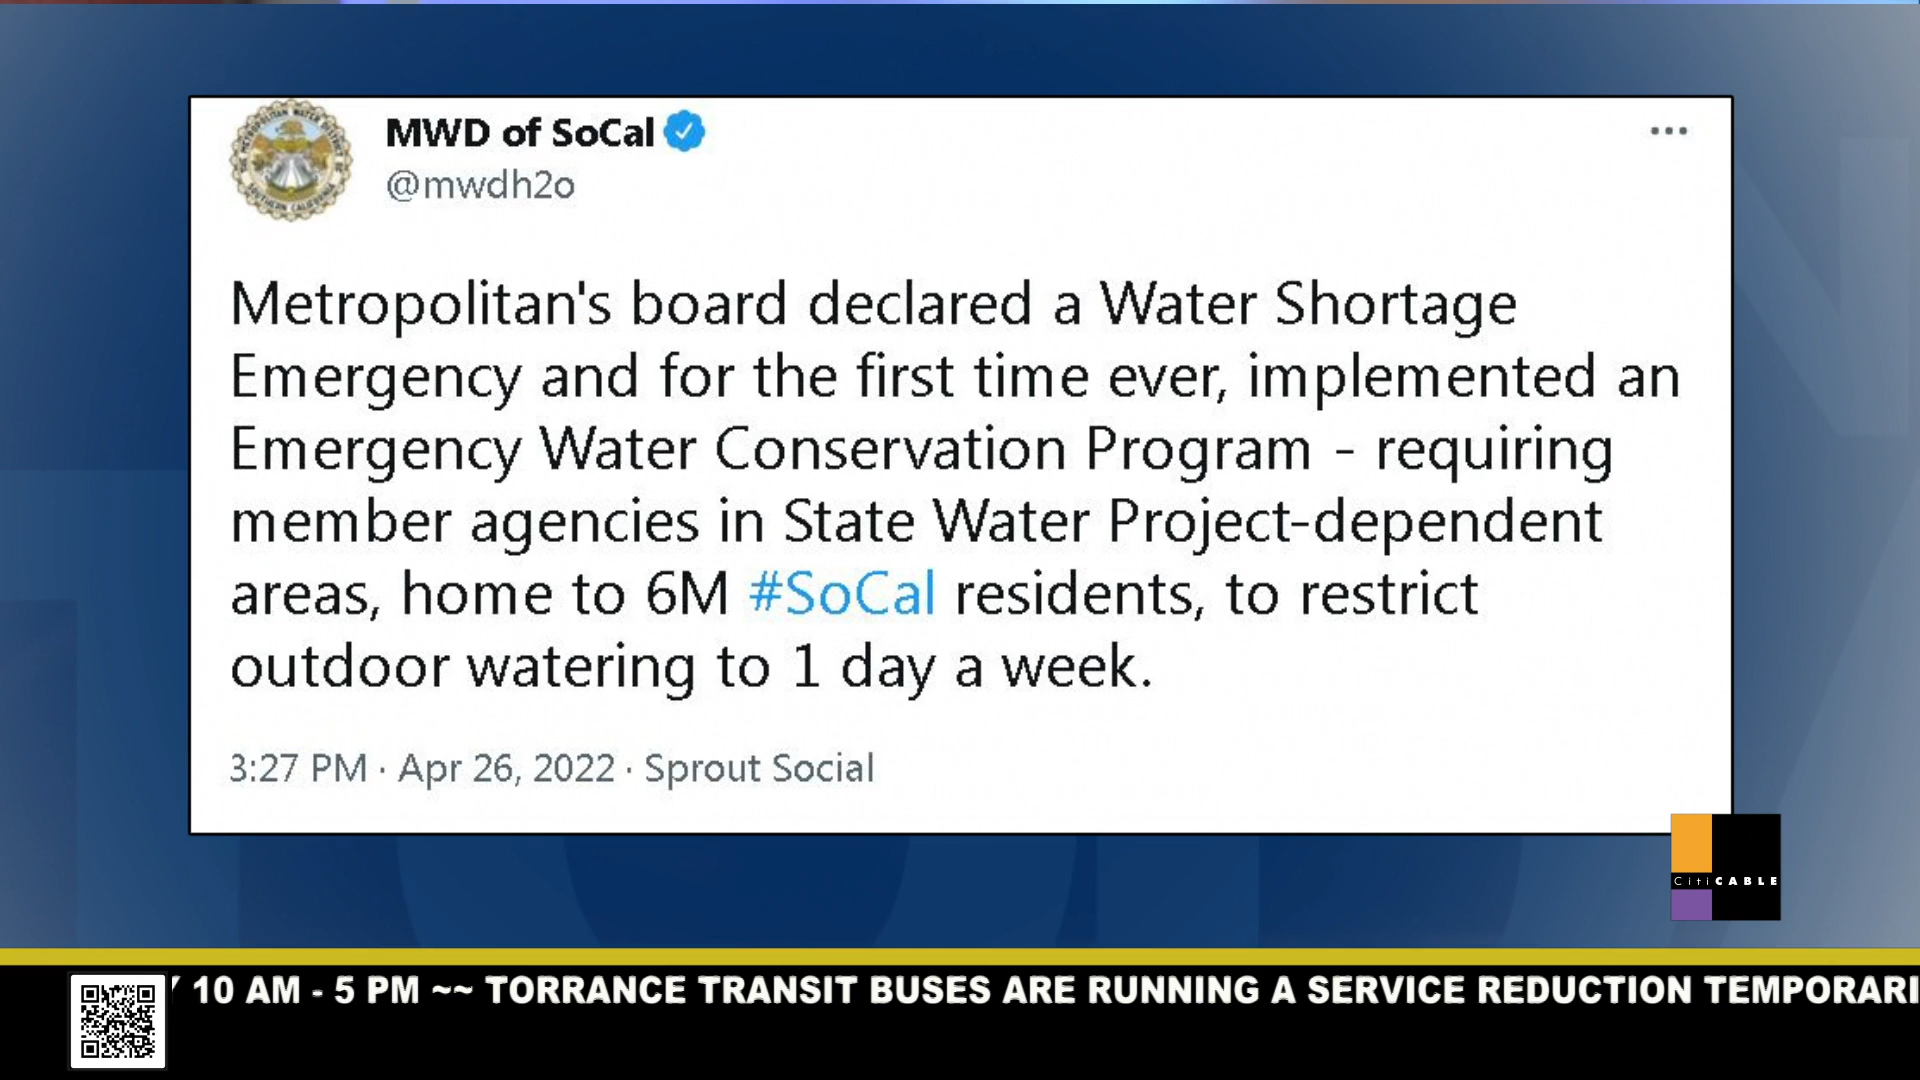 MWD of SoCal
@mwdh2o
Metropolitan's board declared a Water Shortage
Emergency and for the first time ever, implemented an
Emergency Water Conservation Program - requiring
member agencies in State Water Project-dependent
areas, home to 6M #SoCal residents, to restrict
outdoor watering to 1 day a week.
3:27 PM · Apr 26, 2022 · Sprout Social
CitiCABLE
10 AM - 5 PM ~~ TORRANCE TRANSIT BUSES ARE RUNNING A SERVICE REDUCTION TEMPORARI